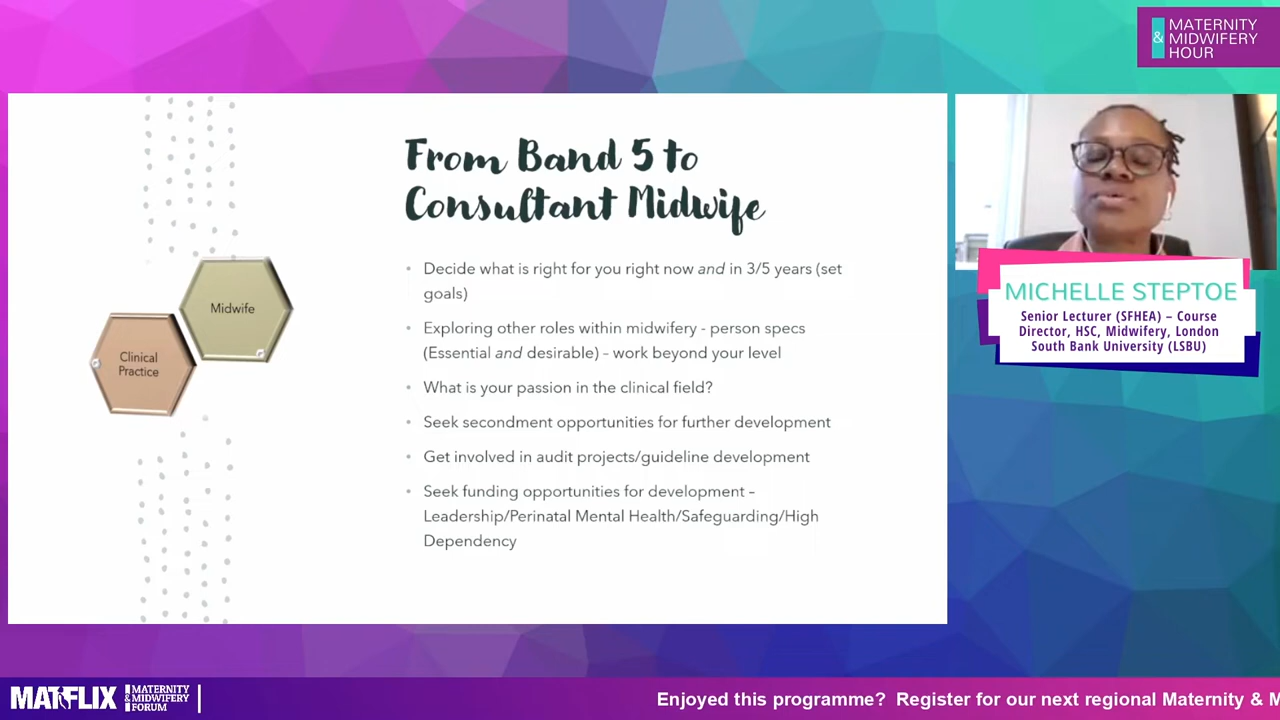 MATERNITY
& MIDWIFERY
HOUR
From Band 5 to
Consultant Midwife
• Decide what is right for you right now and in 3/5 years (set
goals)
• Exploring other roles within midwifery - person specs
(Essential and desirable) – work beyond your level
• What is your passion in the clinical field?
• Seek secondment opportunities for further development
• Get involved in audit projects/guideline development
• Seek funding opportunities for development –
Leadership/Perinatal Mental Health/Safeguarding/High
Dependency
Midwife
Clinical
Practice
MICHELLE STEPTOE
Senior Lecturer (SFHEA) – Course
Director, HSC, Midwifery, London
South Bank University (LSBU)
MATFLIX
MATERNITY
& MIDWIFERY
FORUM
Enjoyed this programme? Register for our next regional Maternity & M